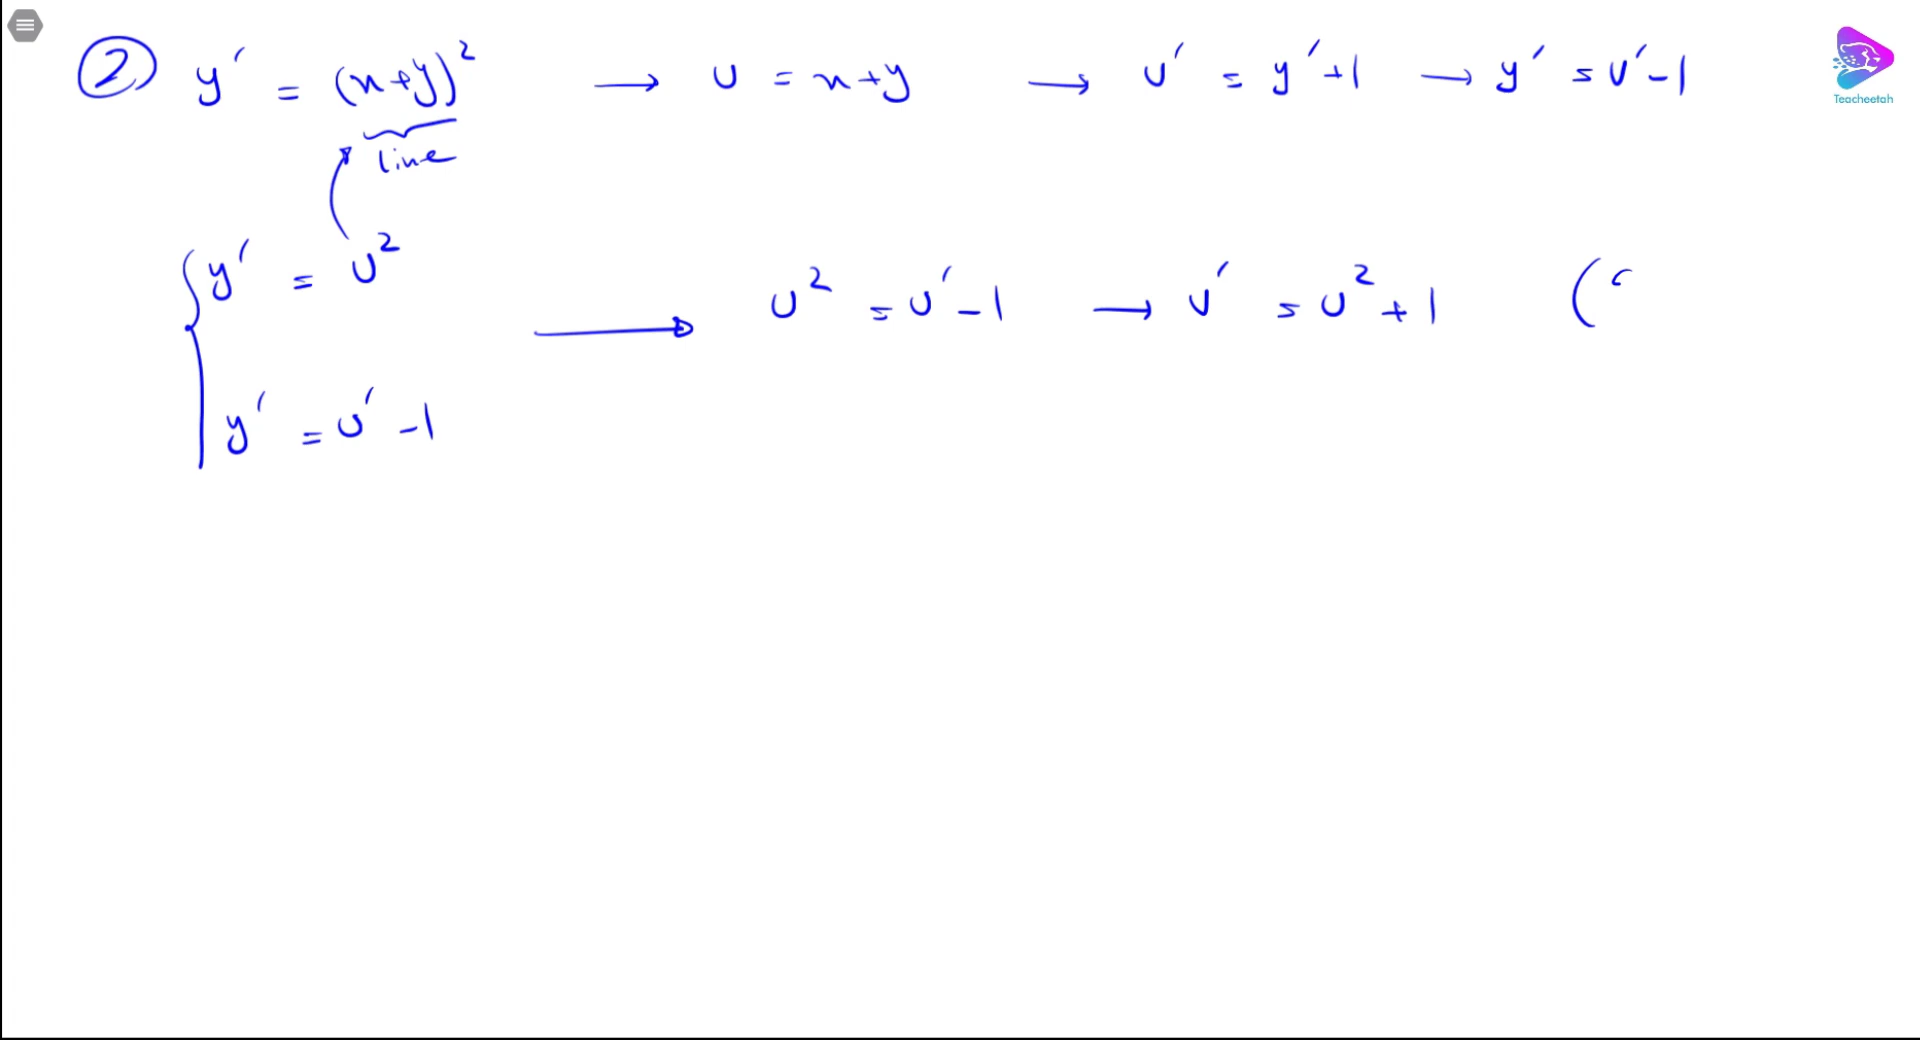 ② y' = (x+y)² → u = x+y → u' = y'+1 → y' = u'-1
line
y' = u²
→ u² = u'-1 → u' = u²+1 (
y' = u'-1
Teacheetah